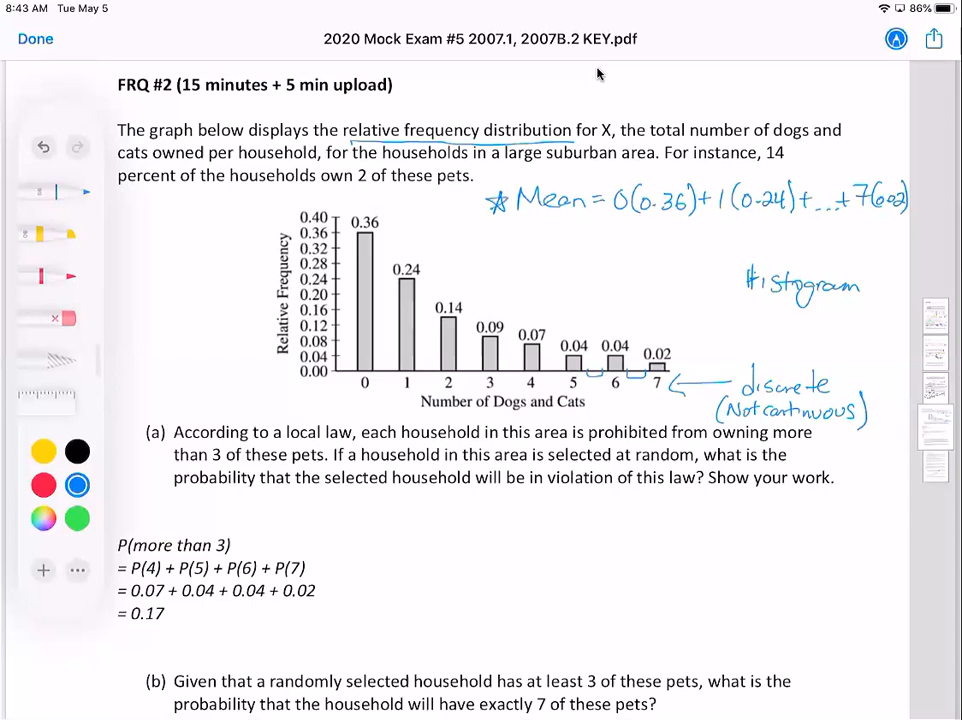 8:43 AM Tue May 5
86%
Done
2020 Mock Exam #5 2007.1, 2007B.2 KEY.pdf
FRQ #2 (15 minutes + 5 min upload)
The graph below displays the relative frequency distribution for X, the total number of dogs and
cats owned per household, for the households in a large suburban area. For instance, 14
percent of the households own 2 of these pets.
Mean = 0(0.36)+1(0.24)+...+7(0.02)
Relative Frequency
0.40
0.36
0.32
0.28
0.24
0.20
0.16
0.12
0.08
0.04
0.00
0.36
0.24
0.14
0.09
0.07
0.04
0.04
0.02
0 1 2 3 4 5 6 7
Number of Dogs and Cats
Histogram
discrete
(Not continuous)
(a) According to a local law, each household in this area is prohibited from owning more
than 3 of these pets. If a household in this area is selected at random, what is the
probability that the selected household will be in violation of this law? Show your work.
P(more than 3)
= P(4) + P(5) + P(6) + P(7)
= 0.07 + 0.04 + 0.04 + 0.02
= 0.17
(b) Given that a randomly selected household has at least 3 of these pets, what is the
probability that the household will have exactly 7 of these pets?